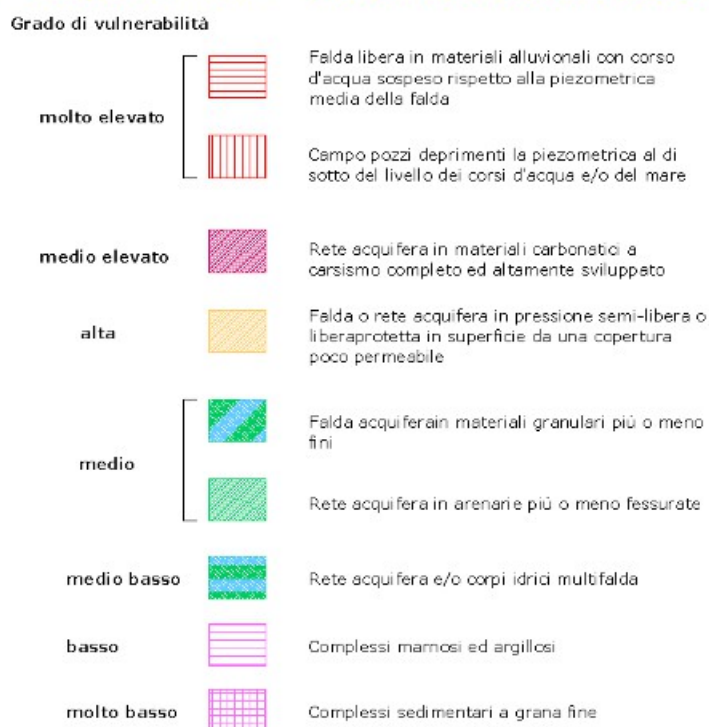 Grado di vulnerabilità
molto elevato
Falda libera in materiali alluvionali con corso
d'acqua sospeso rispetto alla piezometrica
media della falda
Campo pozzi deprimenti la piezometrica al di
sotto del livello dei corsi d'acqua e/o del mare
medio elevato
Rete acquifera in materiali carbonatici a
carsismo completo ed altamente sviluppato
alta
Falda o rete acquifera in pressione semi-libera o
liberaprotetta in superficie da una copertura
poco permeabile
medio
Falda acquiferain materiali granulari più o meno
fini
Rete acquifera in arenarie più o meno fessurate
medio basso
Rete acquifera e/o corpi idrici multifalda
basso
Complessi marnosi ed argillosi
molto basso
Complessi sedimentari a grana fine